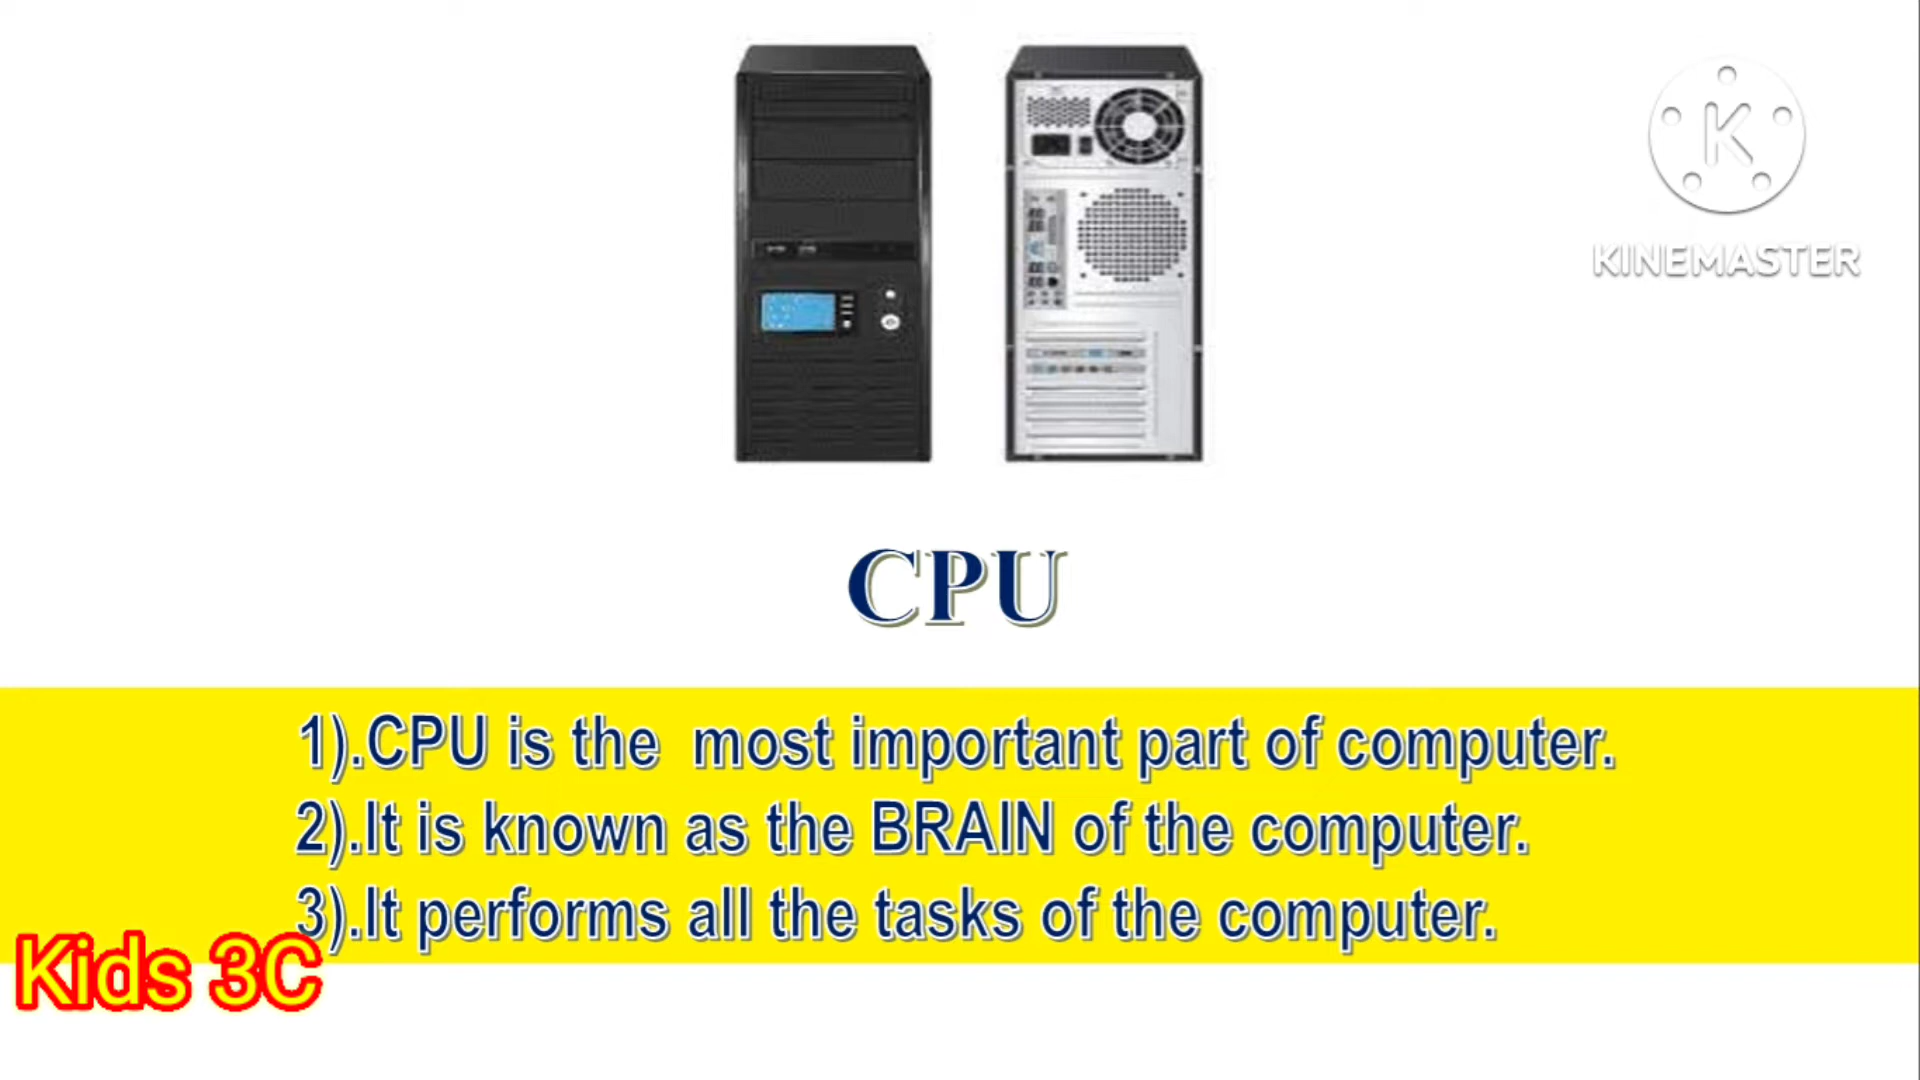 K
KINEMASTER
CPU
1).CPU is the  most important part of computer.
2).It is known as the BRAIN of the computer.
3).It performs all the tasks of the computer.
Kids 3C